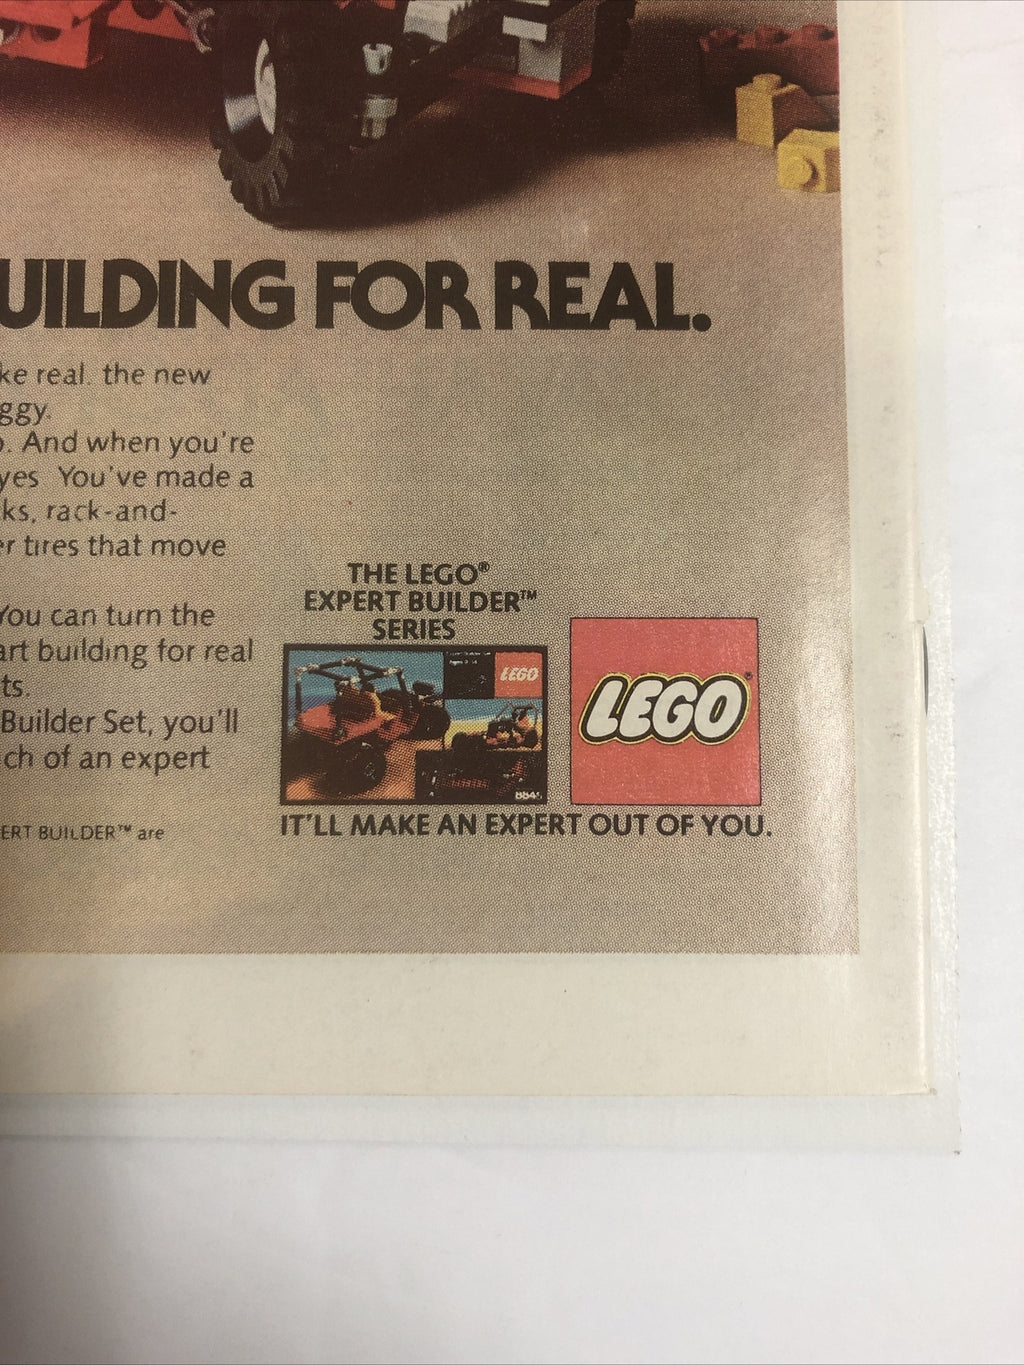 UILDING FOR REAL.
ke real. the new
ggy.
. And when you're
yes You've made a
ks, rack-and-
er tires that move
You can turn the
art building for real
ts.
Builder Set, you'll
ch of an expert
ERT BUILDER™ are
THE LEGO®
EXPERT BUILDER™
SERIES
LEGO
LEGO®
IT'LL MAKE AN EXPERT OUT OF YOU.